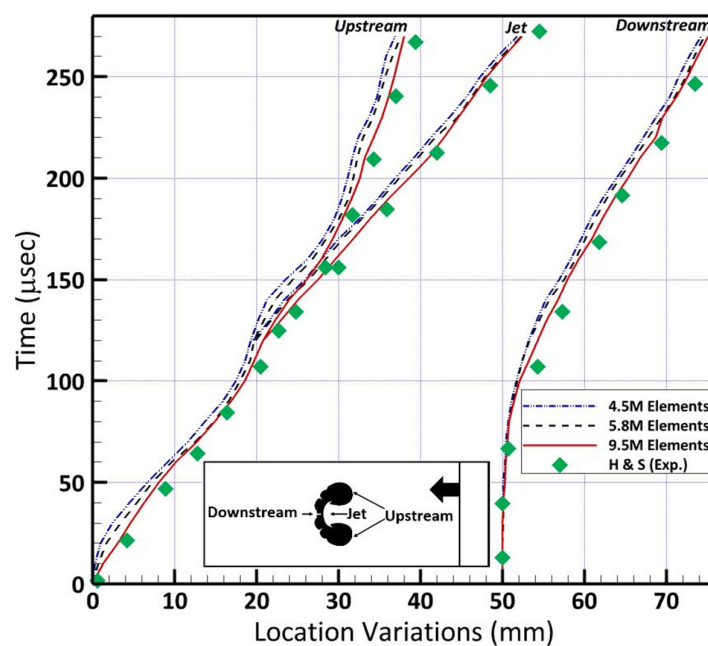 Upstream
Jet
Downstream
250
200
150
100
50
0
Time (µsec)
4.5M Elements
5.8M Elements
9.5M Elements
H & S (Exp.)
Downstream
Jet
Upstream
0 10 20 30 40 50 60 70
Location Variations (mm)